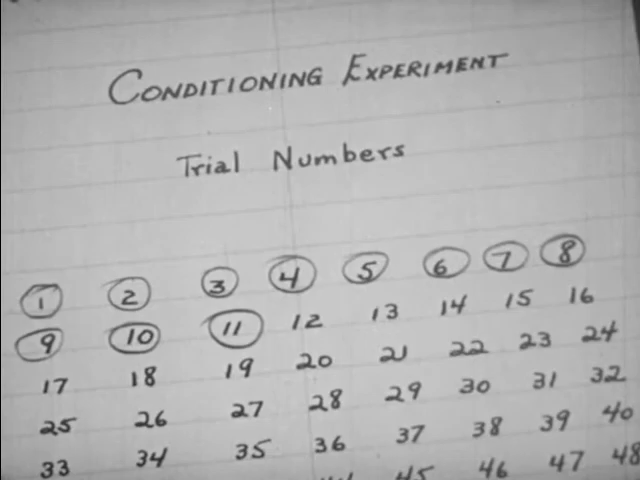 CONDITIONING EXPERIMENT
Trial Numbers
1 2 3 4 5 6 7 8
9 10 11 12 13 14 15 16
17 18 19 20 21 22 23 24
25 26 27 28 29 30 31 32
33 34 35 36 37 38 39 40
45 46 47 48